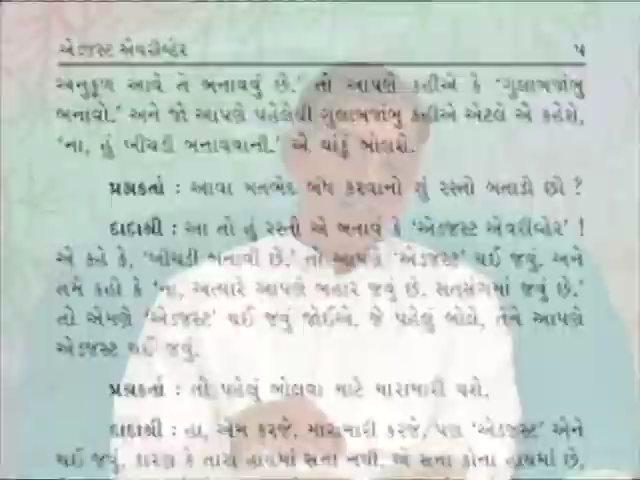 એડજસ્ટ એવરીવ્હેર ૫
અનુકૂળ આવે તે બનાવવું છે.’ તો આપણે કહીએ કે ‘ગુલાબજાંબુ
બનાવો.’ અને જો આપણે પહેલેથી ગુલાબજાંબુ કહીએ એટલે એ કહેશે,
‘ના, હું ખીચડી બનાવવાની.’ એ વાંકું બોલશે.
પ્રશ્નકર્તા : આવા મતભેદ બંધ કરવાનો શું રસ્તો બતાડો છો ?
દાદાશ્રી : આ તો હું રસ્તો એ બતાવું કે ‘એડજસ્ટ એવરીવ્હેર’ !
એ કહે કે, ‘ખીચડી બનાવી છે.’ તો આપણે ‘એડજસ્ટ’ થઈ જવું. અને
તમે કહો કે ‘ના, અત્યારે આપણે બહાર જવું છે, સત્સંગમાં જવું છે.’
તો એમણે ‘એડજસ્ટ’ થઈ જવું જોઈએ. જે પહેલું બોલે, તેને આપણે
એડજસ્ટ થઈ જવું.
પ્રશ્નકર્તા : તો પહેલું બોલવા માટે મારામારી થશે.
દાદાશ્રી : હા, એમ કરજે. મારામારી કરજે, પણ ‘એડજસ્ટ’ એને
થઈ જવું. કારણ કે તારા હાથમાં સત્તા નથી. એ સત્તા કોના હાથમાં છે,